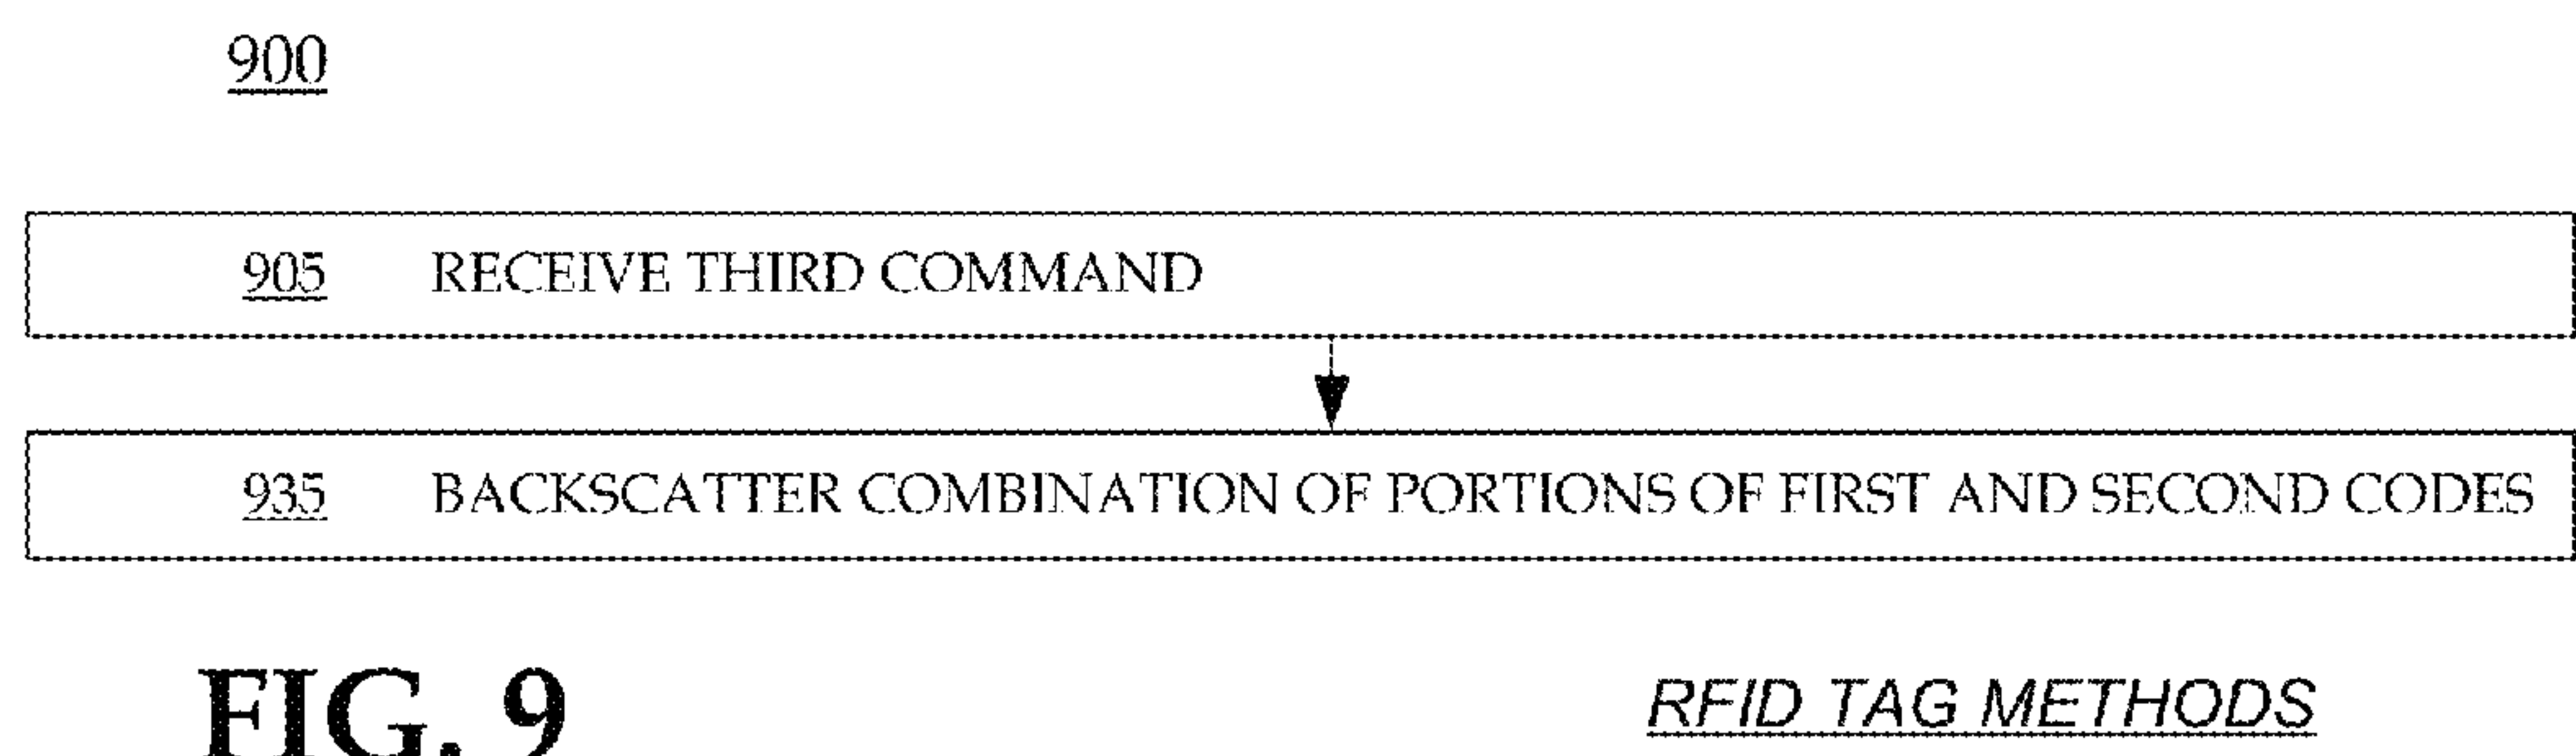 900
905 RECEIVE THIRD COMMAND
935 BACKSCATTER COMBINATION OF PORTIONS OF FIRST AND SECOND CODES
FIG. 9 RFID TAG METHODS